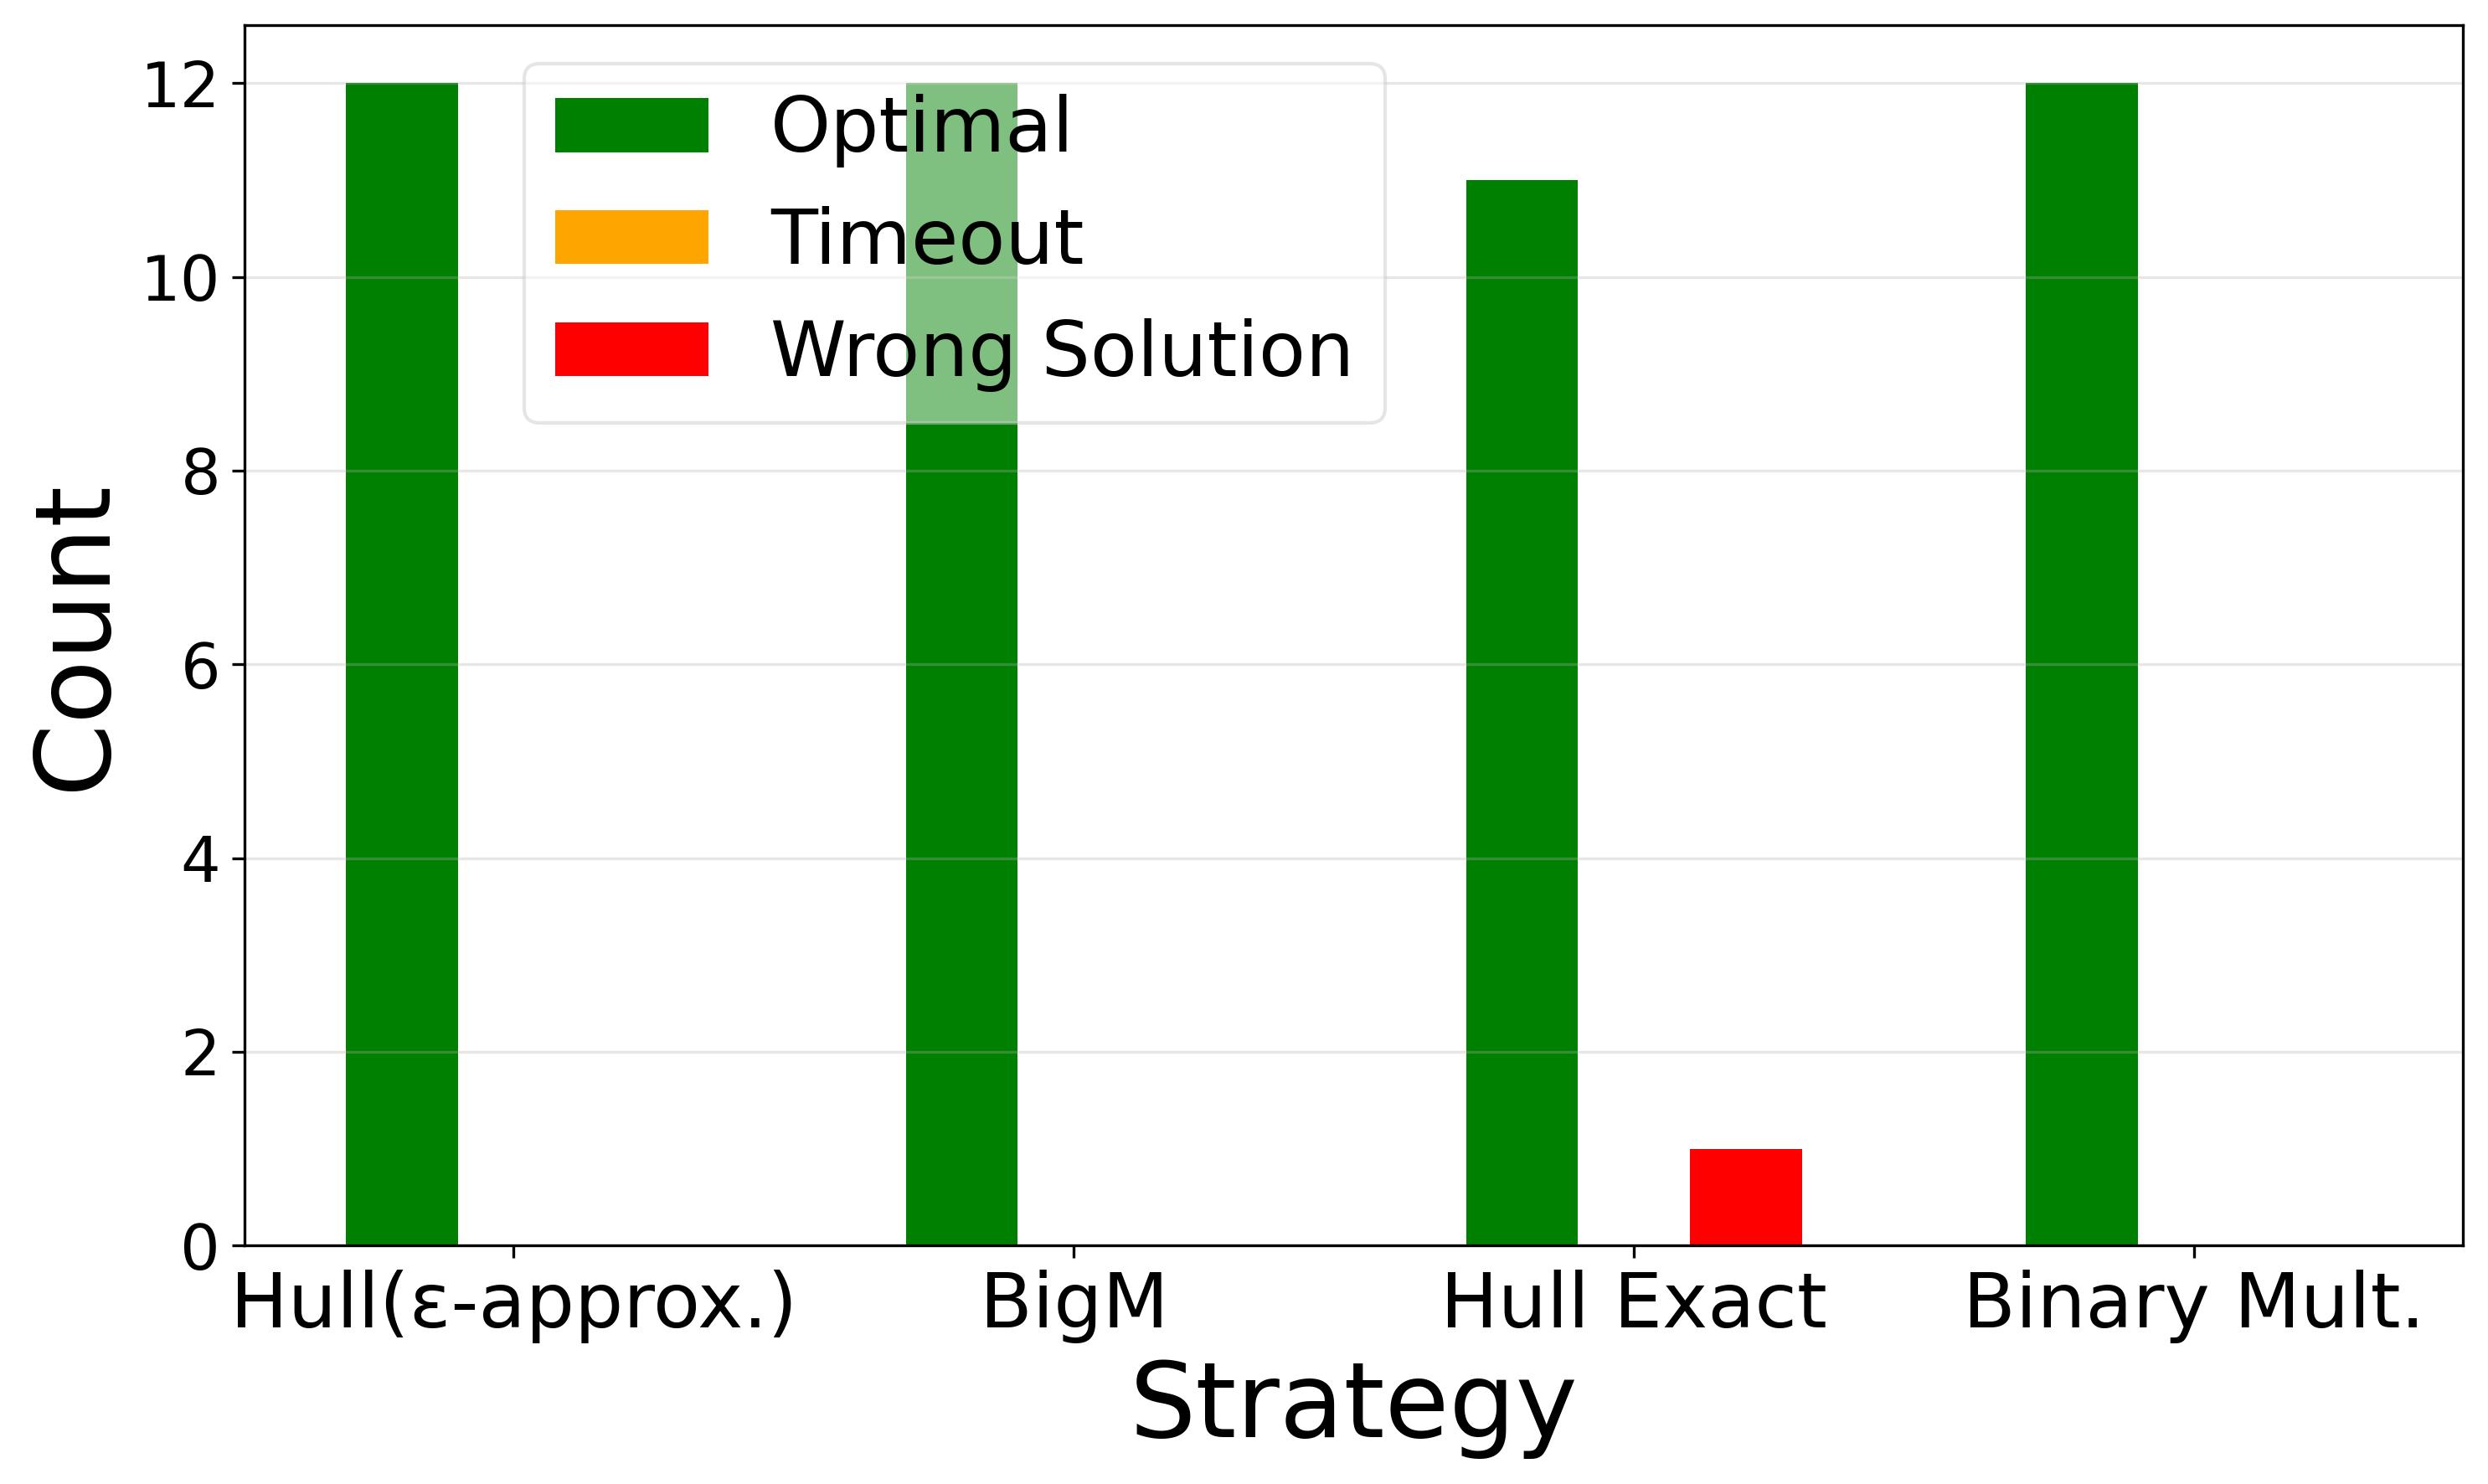 12
10
8
6
4
2
0
Count
Optimal
Timeout
Wrong Solution
Hull(ε-approx.)
BigM
Hull Exact
Binary Mult.
Strategy